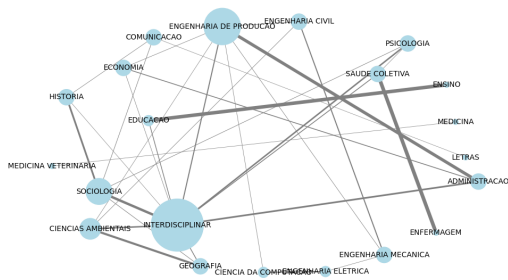 ENGENHARIA DE PRODUCAO
ENGENHARIA CIVIL
COMUNICACAO
PSICOLOGIA
ECONOMIA
SAUDE COLETIVA
ENSINO
HISTORIA
EDUCACAO
MEDICINA
LETRAS
MEDICINA VETERINARIA
ADMINISTRACAO
SOCIOLOGIA
INTERDISCIPLINAR
CIENCIAS AMBIENTAIS
ENFERMAGEM
ENGENHARIA MECANICA
GEOGRAFIA
CIENCIA DA COMPUTACAO
ENGENHARIA ELETRICA